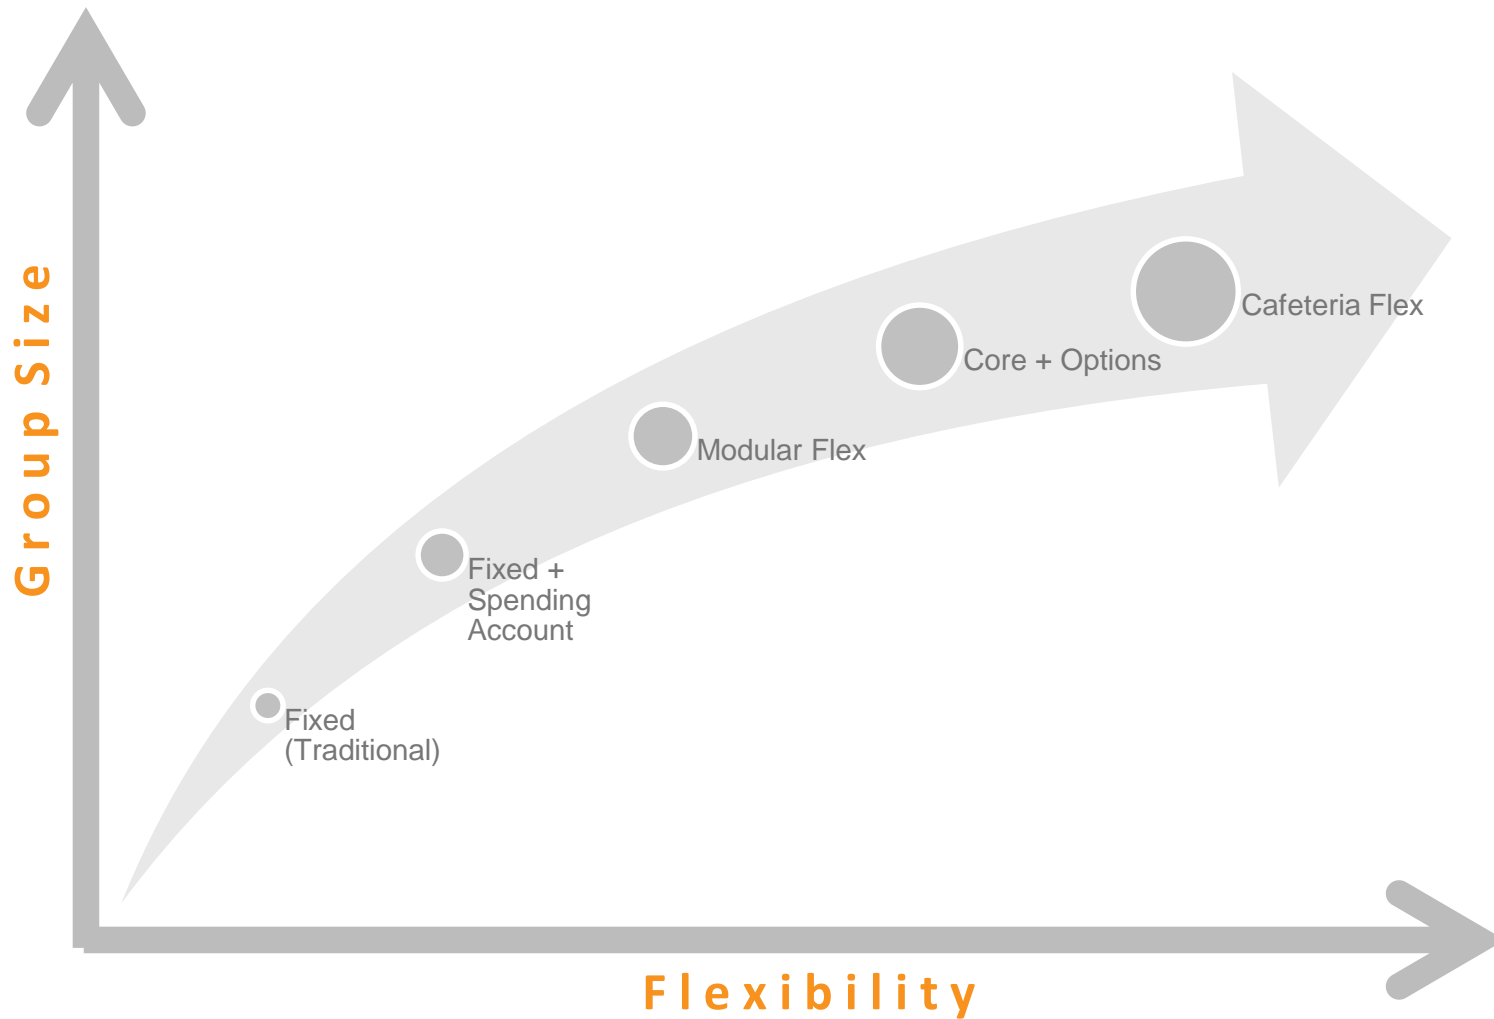 Group Size
Cafeteria Flex
Core + Options
Modular Flex
Fixed +
Spending
Account
Fixed
(Traditional)
Flexibility